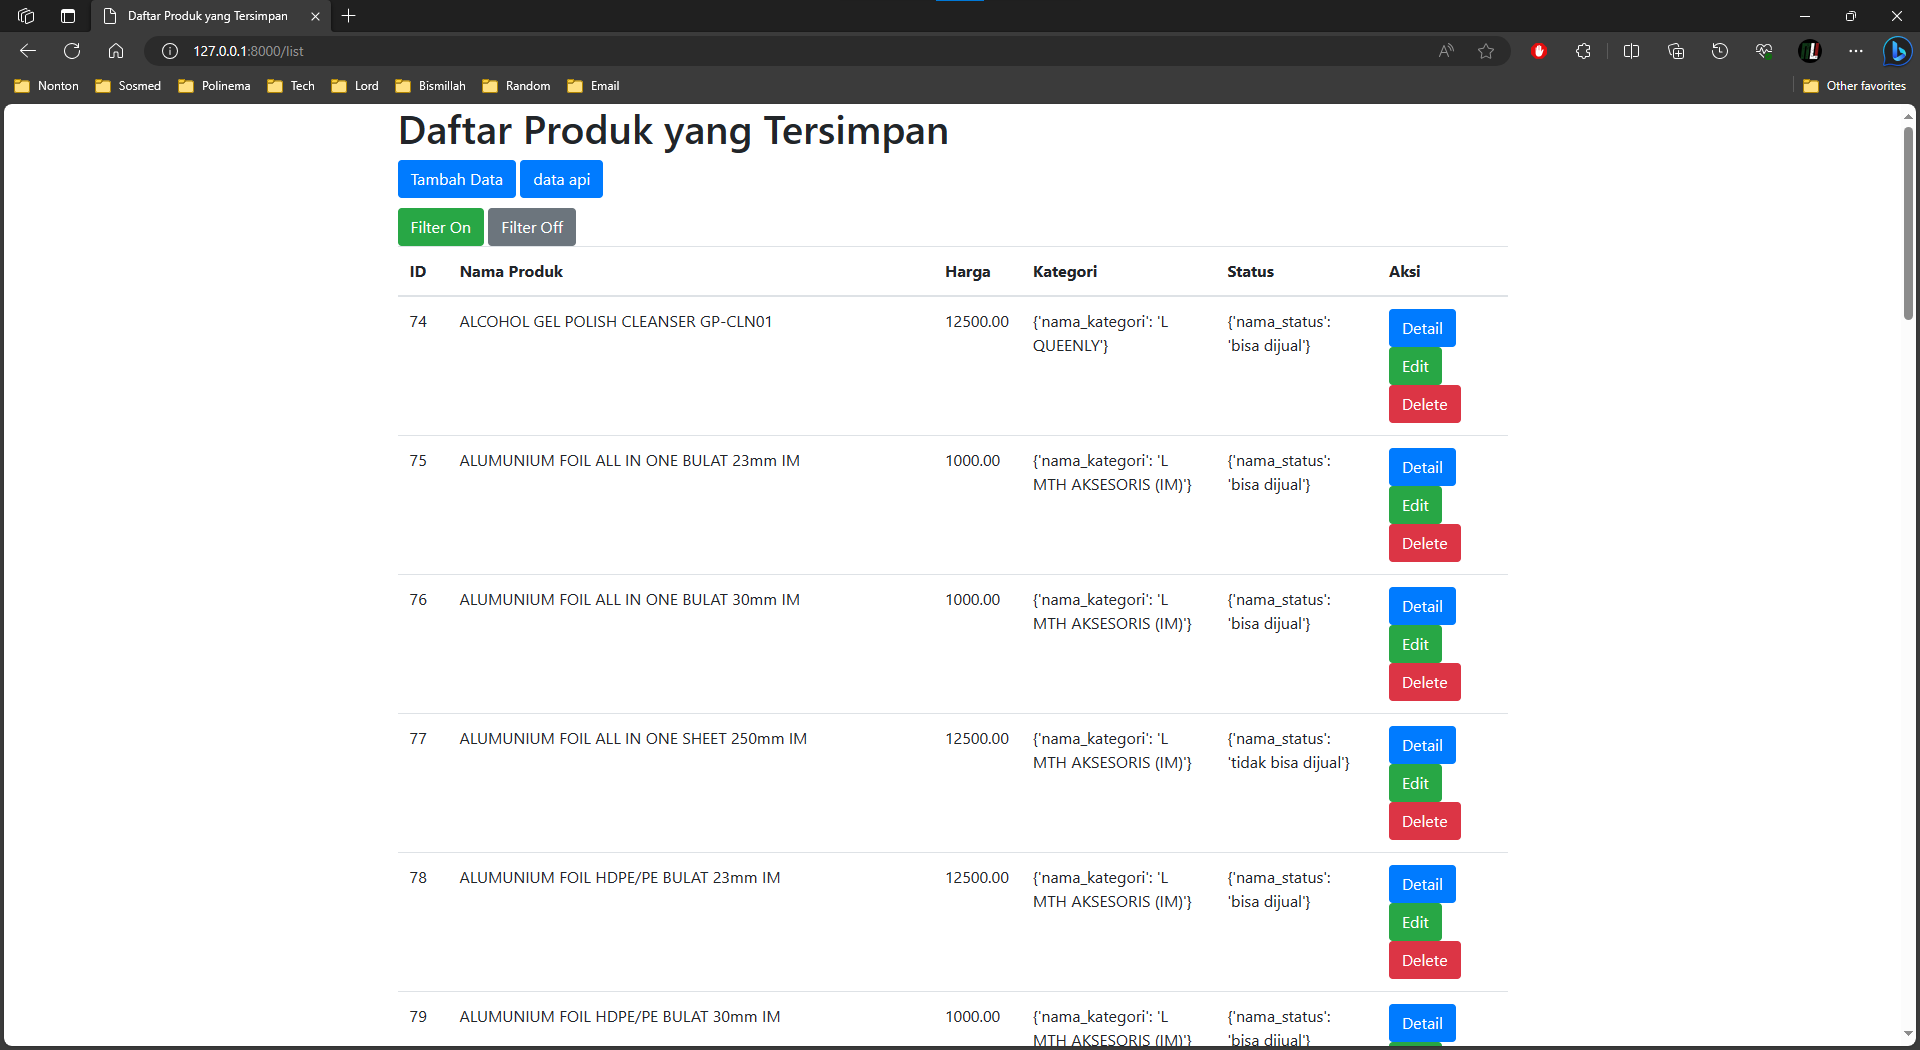 Daftar Produk yang Tersimpan
127.0.0.1:8000/list
Nonton Sosmed Polinema Tech Lord Bismillah Random Email Other favorites
Daftar Produk yang Tersimpan
Tambah Data data api
Filter On Filter Off
ID Nama Produk Harga Kategori Status Aksi
74 ALCOHOL GEL POLISH CLEANSER GP-CLN01 12500.00 {'nama_kategori': 'L {'nama_status': Detail
QUEENLY'} 'bisa dijual'}
Edit
Delete
75 ALUMUNIUM FOIL ALL IN ONE BULAT 23mm IM 1000.00 {'nama_kategori': 'L {'nama_status': Detail
MTH AKSESORIS (IM)'} 'bisa dijual'}
Edit
Delete
76 ALUMUNIUM FOIL ALL IN ONE BULAT 30mm IM 1000.00 {'nama_kategori': 'L {'nama_status': Detail
MTH AKSESORIS (IM)'} 'bisa dijual'}
Edit
Delete
77 ALUMUNIUM FOIL ALL IN ONE SHEET 250mm IM 12500.00 {'nama_kategori': 'L {'nama_status': Detail
MTH AKSESORIS (IM)'} 'tidak bisa dijual'}
Edit
Delete
78 ALUMUNIUM FOIL HDPE/PE BULAT 23mm IM 12500.00 {'nama_kategori': 'L {'nama_status': Detail
MTH AKSESORIS (IM)'} 'bisa dijual'}
Edit
Delete
79 ALUMUNIUM FOIL HDPE/PE BULAT 30mm IM 1000.00 {'nama_kategori': 'L {'nama_status': Detail
MTH AKSESORIS (IM)'} 'bisa dijual'}